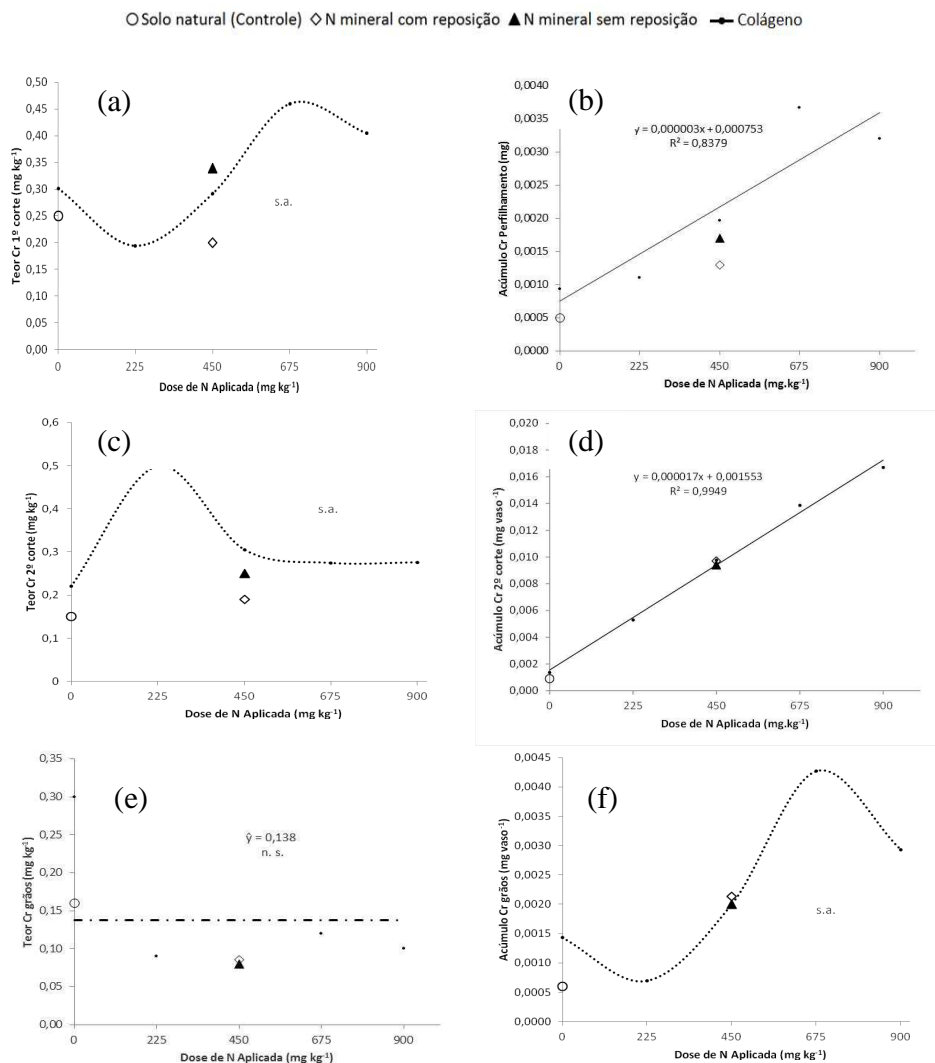 Solo natural (Controle) N mineral com reposição N mineral sem reposição Colágeno
(a)
0,50
0,45
0,40
0,35
0,30
0,25
0,20
0,15
0,10
0,05
0,00
Teor Cr 1º corte (mg kg-1)
s.a.
0 225 450 675 900
Dose de N Aplicada (mg kg-1)
(b)
0,0040
0,0035
0,0030
0,0025
0,0020
0,0015
0,0010
0,0005
0,0000
Acúmulo Cr Perfilhamento (mg)
y = 0,000003x + 0,000753
R² = 0,8379
0 225 450 675 900
Dose de N Aplicada (mg.kg-1)
(c)
0,6
0,5
0,4
0,3
0,2
0,1
0
Teor Cr 2º corte (mg kg-1)
s.a.
0 225 450 675 900
Dose de N Aplicada (mg kg-1)
(d)
0,020
0,018
0,016
0,014
0,012
0,010
0,008
0,006
0,004
0,002
0,000
Acúmulo Cr 2º corte (mg vaso-1)
y = 0,000017x + 0,001553
R² = 0,9949
0 225 450 675 900
Dose de N Aplicada (mg.kg-1)
(e)
0,35
0,30
0,25
0,20
0,15
0,10
0,05
0,00
Teor Cr grãos (mg kg-1)
ŷ = 0,138
n. s.
0 225 450 675 900
Dose de N Aplicada (mg kg-1)
(f)
0,0045
0,0040
0,0035
0,0030
0,0025
0,0020
0,0015
0,0010
0,0005
0,0000
Acúmulo Cr grãos (mg vaso-1)
s.a.
0 225 450 675 900
Dose de N Aplicada (mg kg-1)